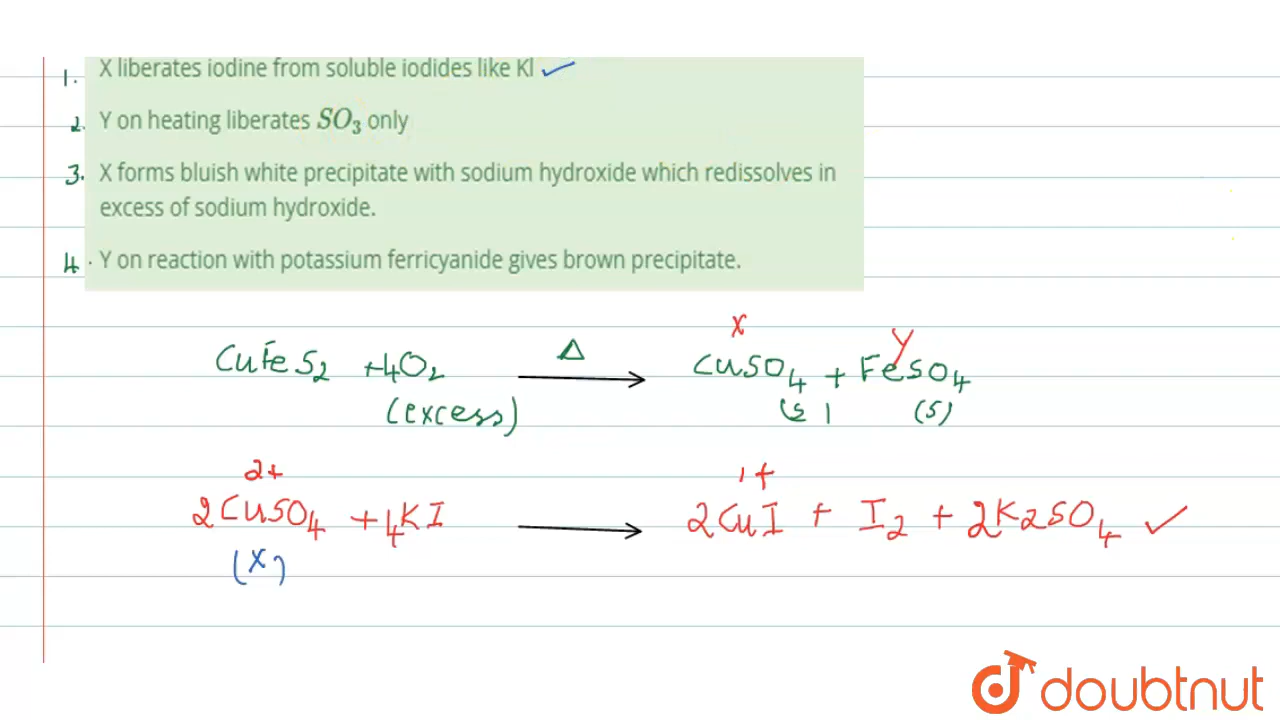 1. X liberates iodine from soluble iodides like KI
2. Y on heating liberates SO₃ only
3. X forms bluish white precipitate with sodium hydroxide which redissolves in
excess of sodium hydroxide.
4. Y on reaction with potassium ferricyanide gives brown precipitate.
X Y
CuFeS₂ + 4O₂ Δ → CuSO₄ + FeSO₄
(excess) (s) (s)
2+ 1+
2CuSO₄ + 4KI → 2CuI + I₂ + 2K₂SO₄ ✓
(X)
doubtnut